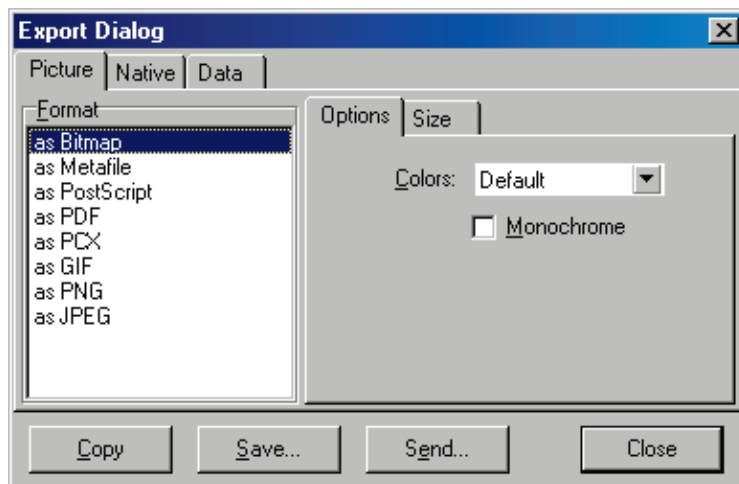 Export Dialog
Picture Native Data
Format
as Bitmap
as Metafile
as PostScript
as PDF
as PCX
as GIF
as PNG
as JPEG
Options Size
Colors: Default
Monochrome
Copy Save... Send... Close